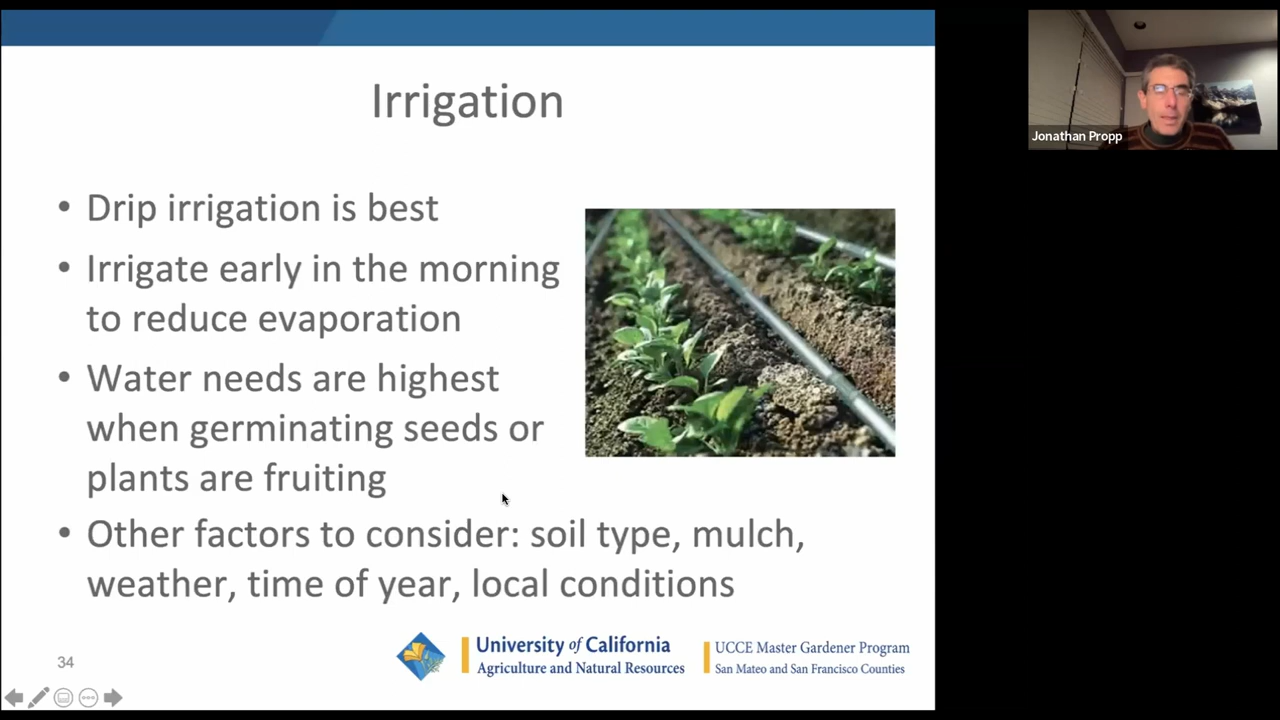 Irrigation
• Drip irrigation is best
• Irrigate early in the morning
to reduce evaporation
• Water needs are highest
when germinating seeds or
plants are fruiting
• Other factors to consider: soil type, mulch,
weather, time of year, local conditions
34
University of California
Agriculture and Natural Resources
UCCE Master Gardener Program
San Mateo and San Francisco Counties
Jonathan Propp